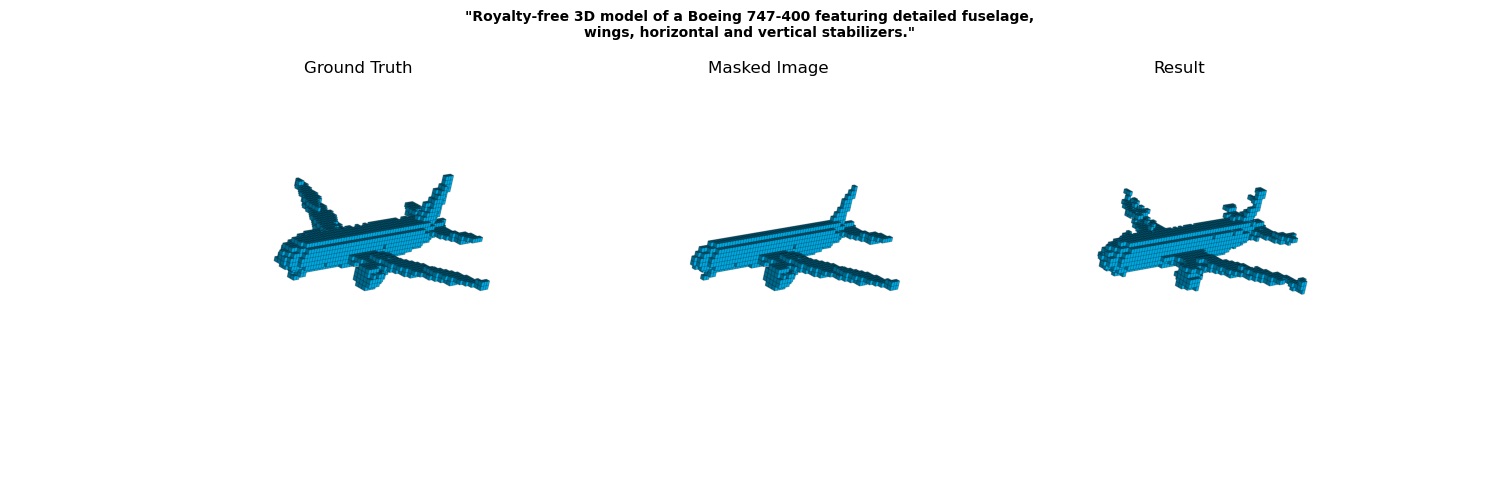 "Royalty-free 3D model of a Boeing 747-400 featuring detailed fuselage,
wings, horizontal and vertical stabilizers."
Ground Truth
Masked Image
Result